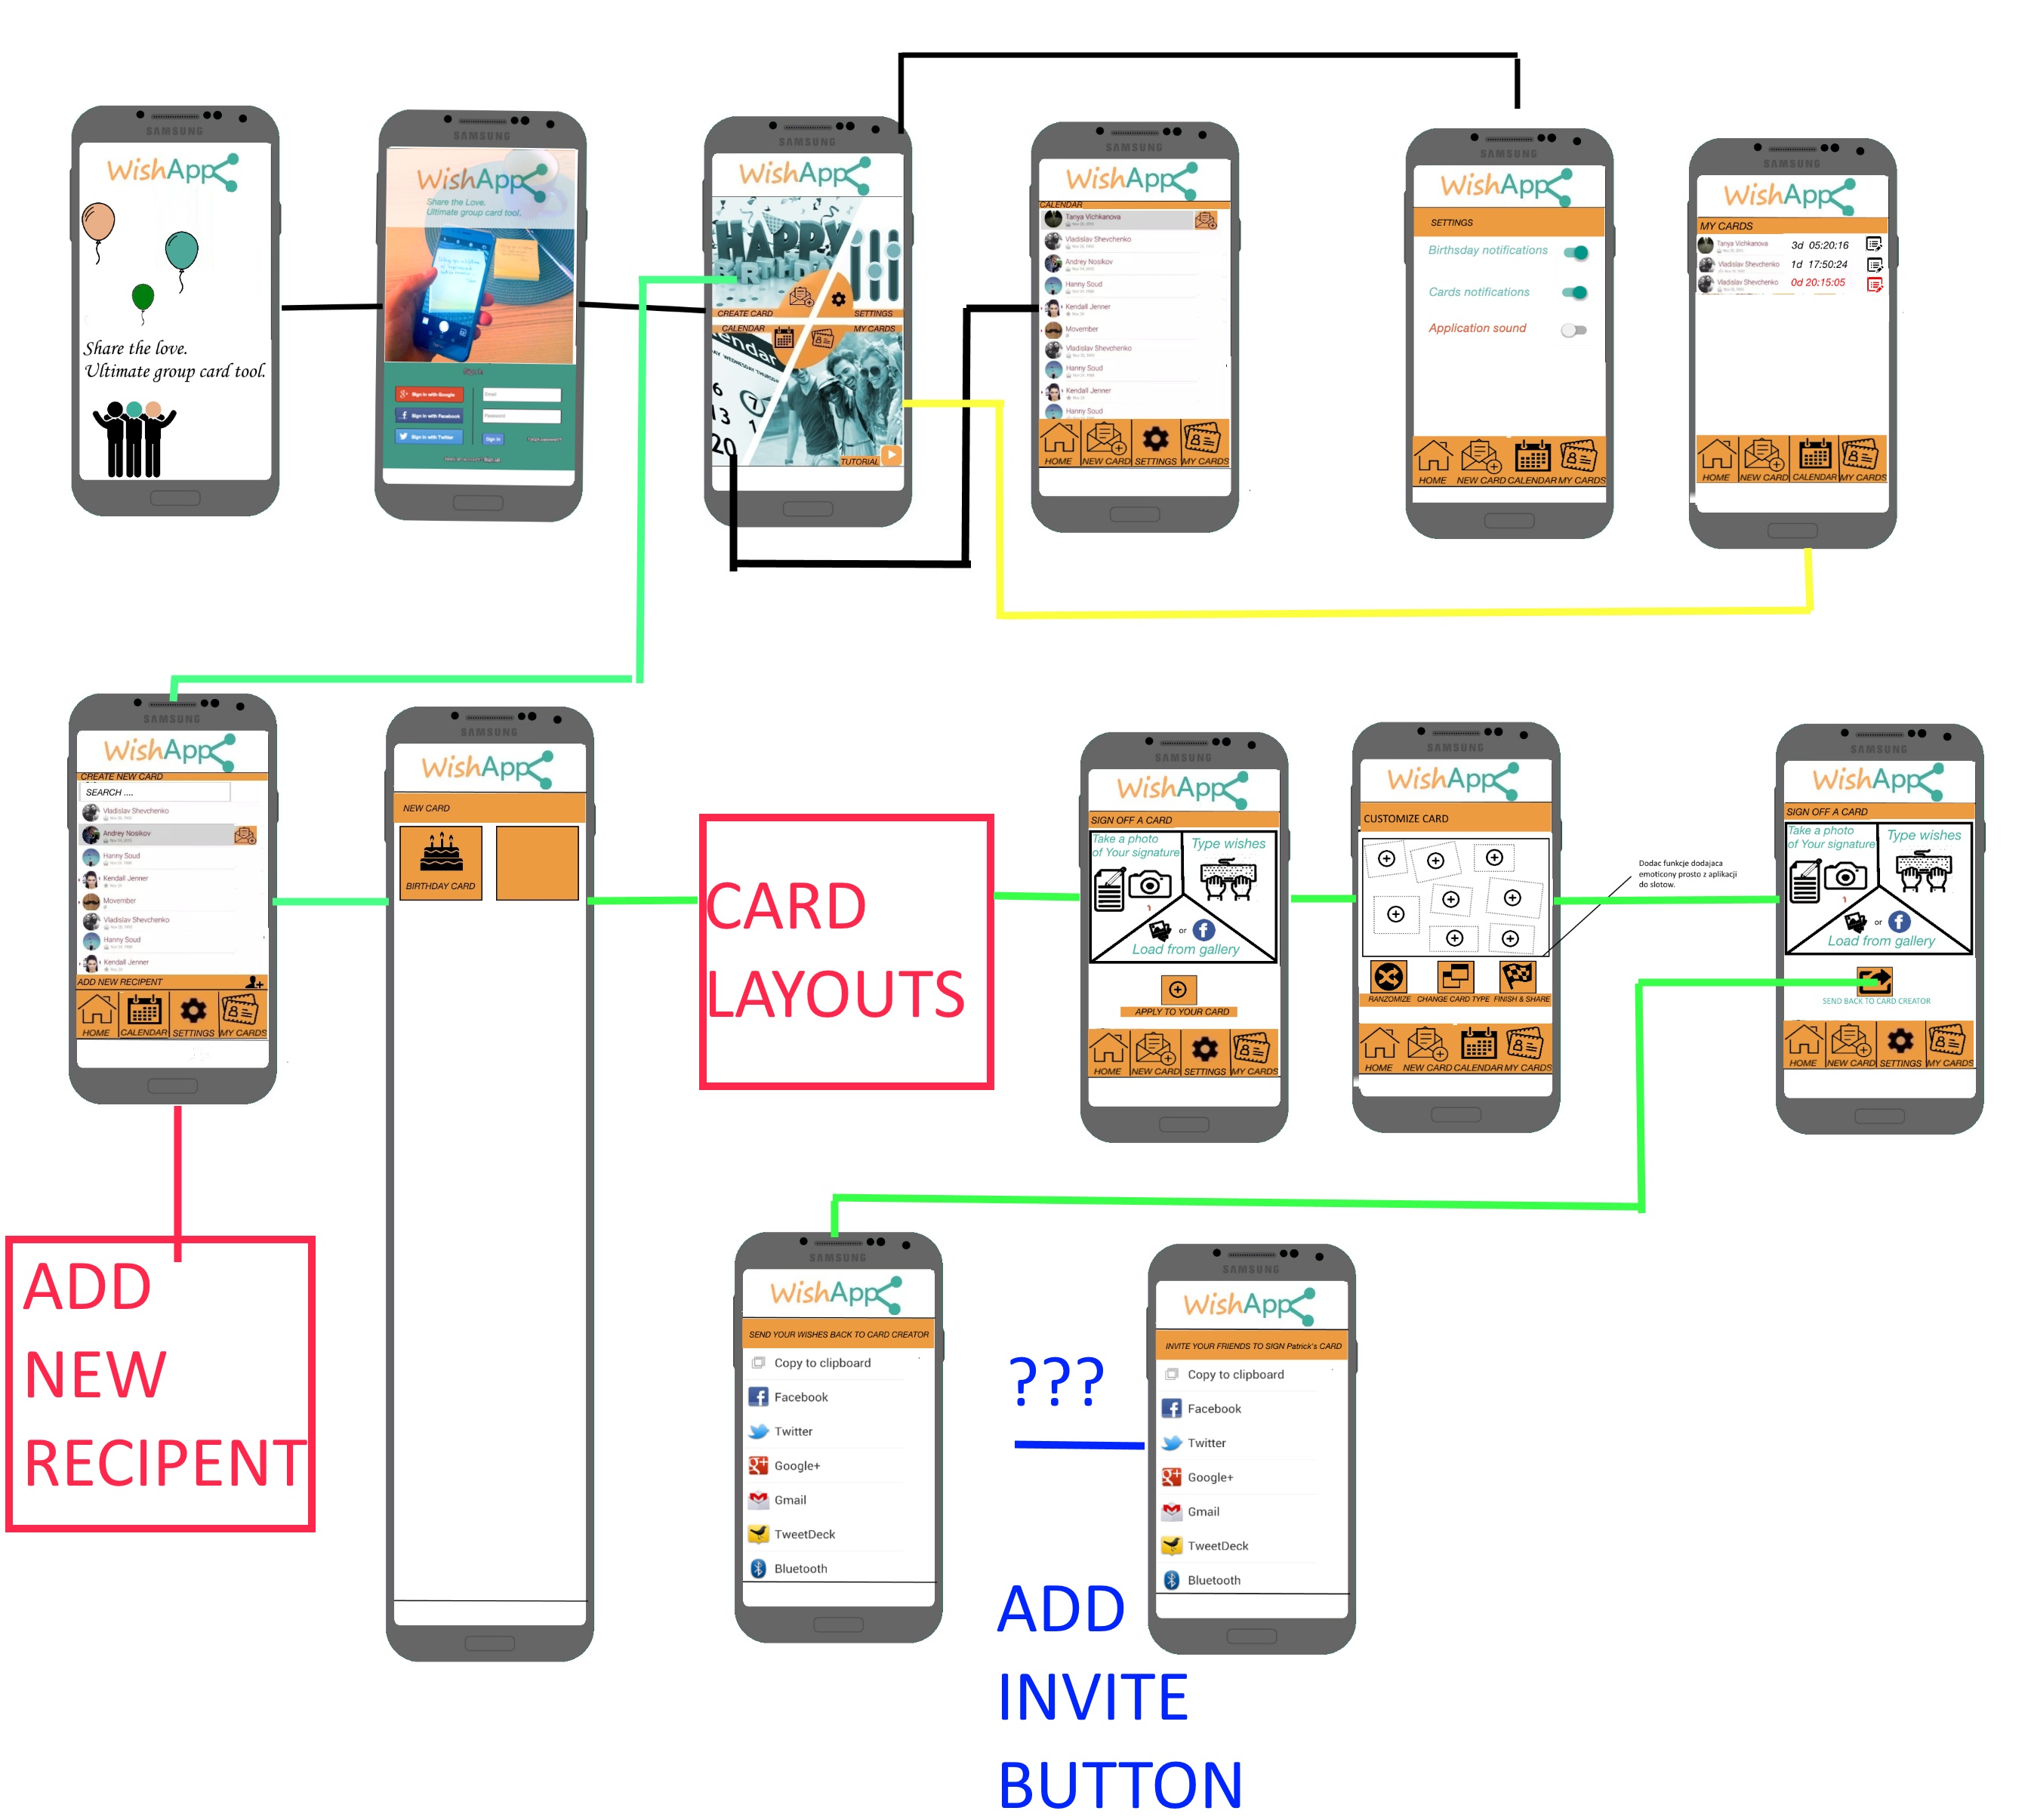 SAMSUNG
WishApp
Share the love.
Ultimate group card tool.
SAMSUNG
WishApp
Share the Love.
Ultimate group card tool.
Sign In
Sign in with Google
Email
Sign in with Facebook
Password
Sign in with Twitter
Sign In
SAMSUNG
WishApp
HAPPY
BIRTHDAY
CREATE CARD
SETTINGS
CALENDAR
MY CARDS
endar
WEDNESDAY THURSDAY
6
7
13
1
20
TUTORIAL
SAMSUNG
WishApp
CALENDAR
Tanya Vichkanova
Vladislav Shevchenko
Andrey Nosikov
Hanny Soud
Kendall Jenner
Movember
Vladislav Shevchenko
Hanny Soud
Kendall Jenner
Hanny Soud
HOME
NEW CARD
SETTINGS
MY CARDS
SAMSUNG
WishApp
SETTINGS
Birthsday notifications
Cards notifications
Application sound
HOME
NEW CARD
CALENDAR
MY CARDS
SAMSUNG
WishApp
MY CARDS
Tanya Vichkanova
3d 05:20:16
Vladislav Shevchenko
1d 17:50:24
Vladislav Shevchenko
0d 20:15:05
HOME
NEW CARD
CALENDAR
MY CARDS
SAMSUNG
WishApp
CREATE NEW CARD
SEARCH ....
Vladislav Shevchenko
Andrey Nosikov
Hanny Soud
Kendall Jenner
Movember
Vladislav Shevchenko
Hanny Soud
Kendall Jenner
ADD NEW RECIPENT
HOME
CALENDAR
SETTINGS
MY CARDS
SAMSUNG
WishApp
NEW CARD
BIRTHDAY CARD
CARD
LAYOUTS
SAMSUNG
WishApp
SIGN OFF A CARD
Take a photo
of Your signature
Type wishes
or
Load from gallery
APPLY TO YOUR CARD
HOME
NEW CARD
SETTINGS
MY CARDS
SAMSUNG
WishApp
CUSTOMIZE CARD
RANZOMIZE
CHANGE CARD TYPE
FINISH & SHARE
HOME
NEW CARD
CALENDAR
MY CARDS
Dodac funkcje dodajaca
emoticony prosto z aplikacji
do slotow.
SAMSUNG
WishApp
SIGN OFF A CARD
Take a photo
of Your signature
Type wishes
or
Load from gallery
SEND BACK TO CARD CREATOR
HOME
NEW CARD
SETTINGS
MY CARDS
ADD
NEW
RECIPENT
SAMSUNG
WishApp
SEND YOUR WISHES BACK TO CARD CREATOR
Copy to clipboard
Facebook
Twitter
Google+
Gmail
TweetDeck
Bluetooth
???
ADD
INVITE
BUTTON
SAMSUNG
WishApp
INVITE YOUR FRIENDS TO SIGN Patrick's CARD
Copy to clipboard
Facebook
Twitter
Google+
Gmail
TweetDeck
Bluetooth